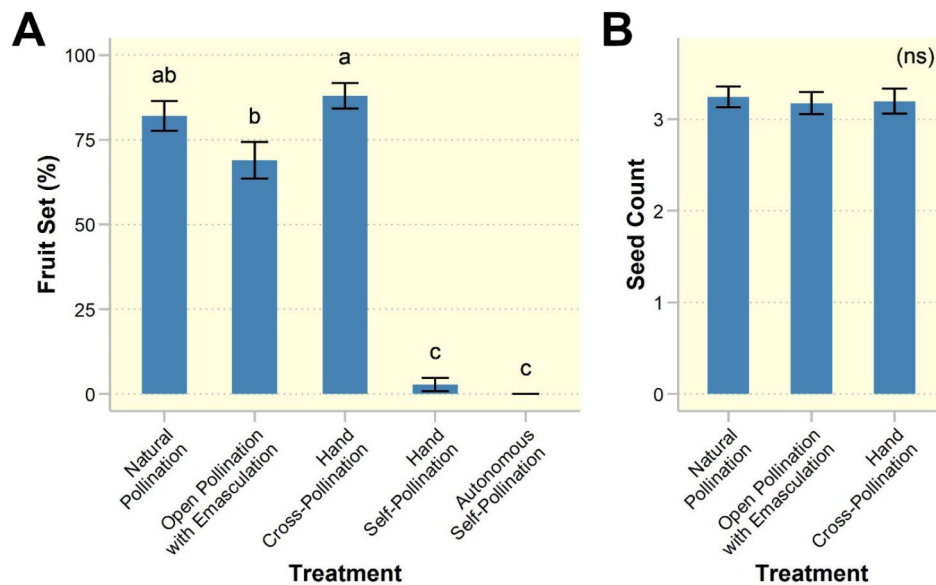 A
Fruit Set (%)
100
75
50
25
0
ab
b
a
c
c
Natural
Pollination
Open Pollination
with Emasculation
Hand
Cross-Pollination
Hand
Self-Pollination
Autonomous
Self-Pollination
Treatment
B
Seed Count
3
2
1
0
(ns)
Natural
Pollination
Open Pollination
with Emasculation
Hand
Cross-Pollination
Treatment